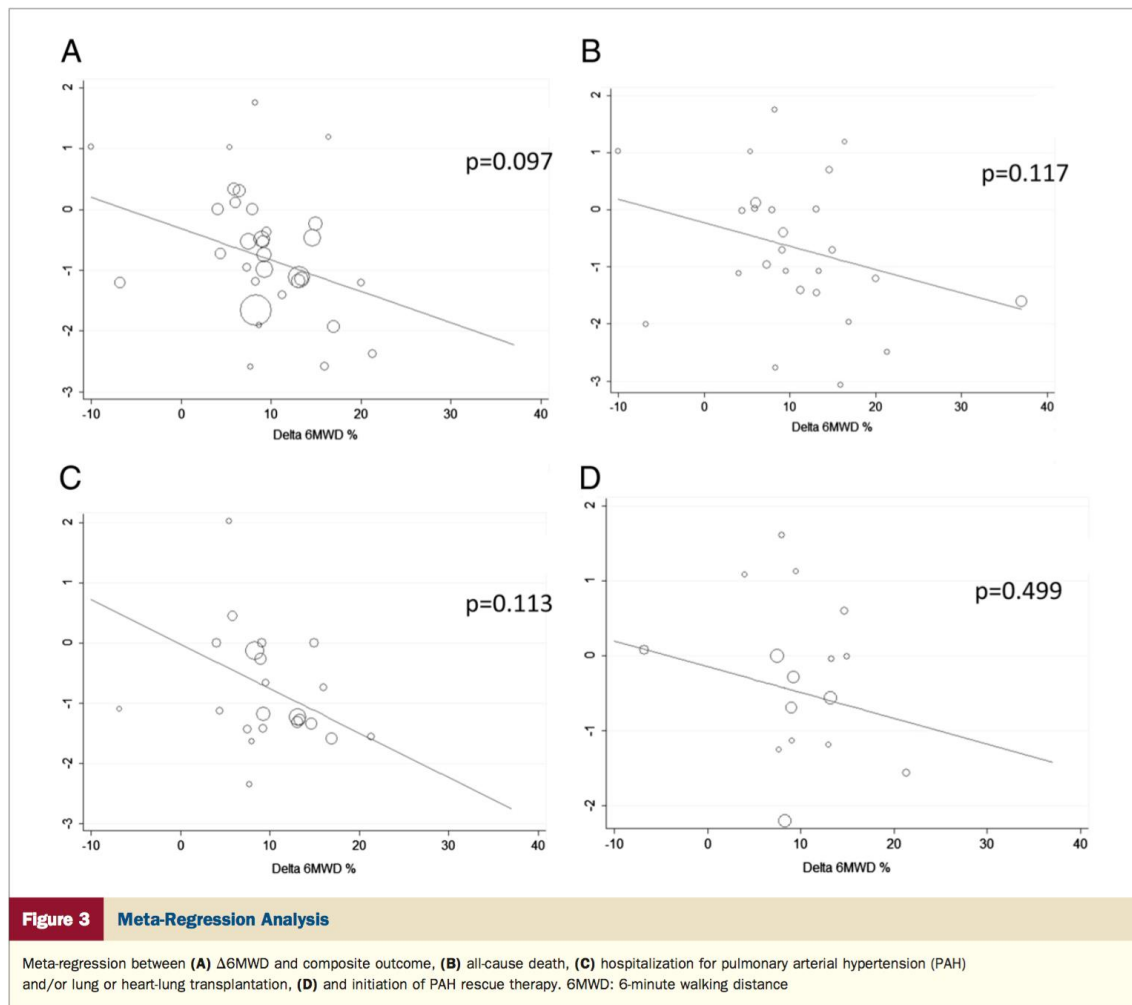 A
2
1
0
-1
-2
-3
p=0.097
-10 0 10 20 30 40
Delta 6MWD %
B
2
1
0
-1
-2
-3
p=0.117
-10 0 10 20 30 40
Delta 6MWD %
C
2
1
0
-1
-2
-3
p=0.113
-10 0 10 20 30 40
Delta 6MWD %
D
2
1
0
-1
-2
p=0.499
-10 0 10 20 30 40
Delta 6MWD %
Figure 3 Meta-Regression Analysis
Meta-regression between (A) Δ6MWD and composite outcome, (B) all-cause death, (C) hospitalization for pulmonary arterial hypertension (PAH)
and/or lung or heart-lung transplantation, (D) and initiation of PAH rescue therapy. 6MWD: 6-minute walking distance